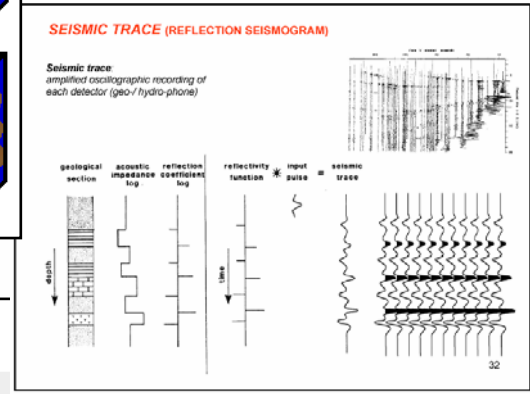 SEISMIC TRACE (REFLECTION SEISMOGRAM)
Seismic trace:
amplified oscillographic recording of
each detector (geo-/ hydro-phone)
geological section
acoustic impedance log
reflection coefficient log
reflectivity function
*
input pulse
=
seismic trace
depth
time
32